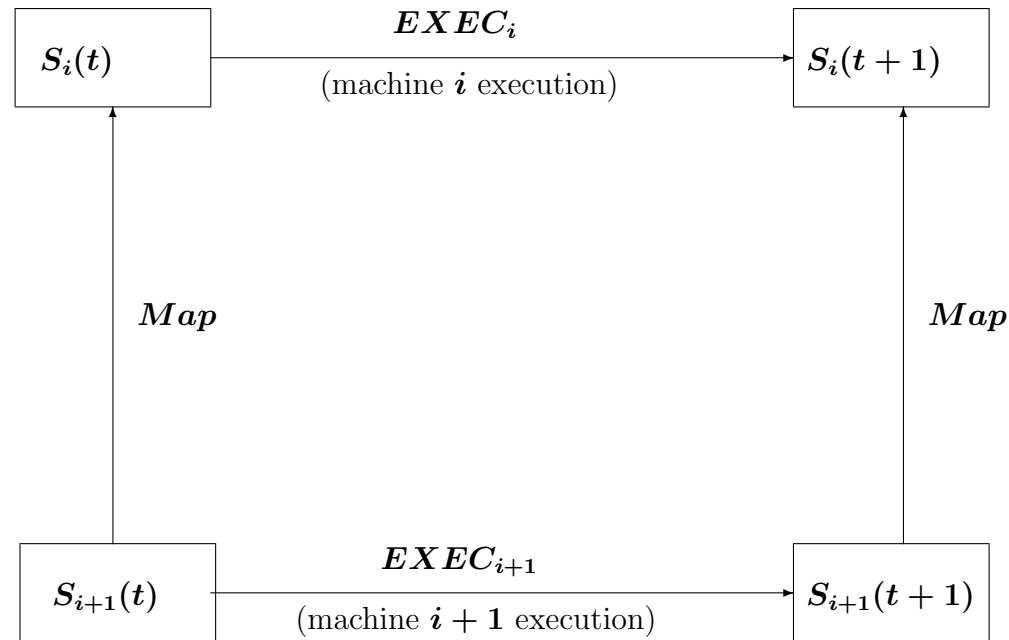 EXEC_i
S_i(t)
S_i(t + 1)
(machine i execution)
Map
Map
EXEC_{i+1}
S_{i+1}(t)
S_{i+1}(t + 1)
(machine i + 1 execution)